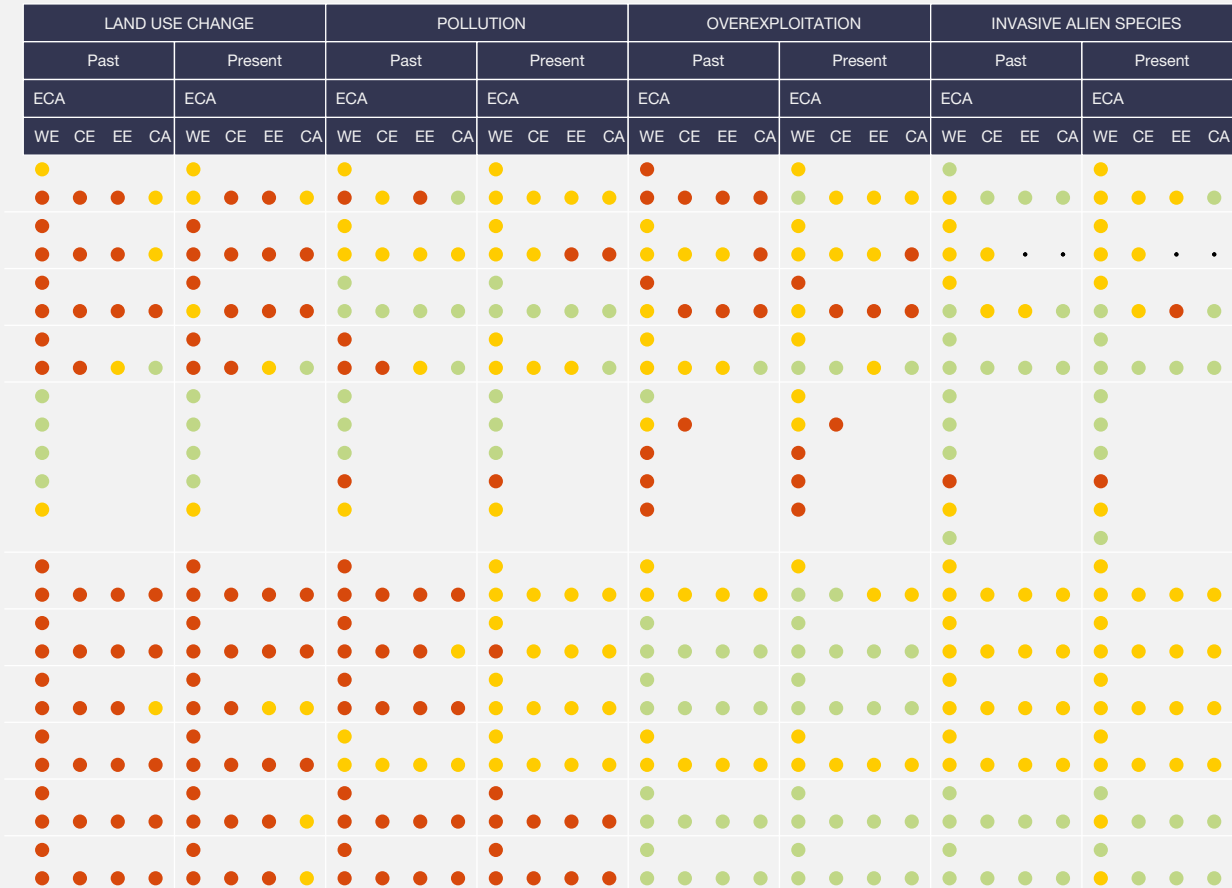 LAND USE CHANGE POLLUTION OVEREXPLOITATION INVASIVE ALIEN SPECIES
Past Present Past Present Past Present Past Present
ECA ECA ECA ECA ECA ECA ECA ECA
WE CE EE CA WE CE EE CA WE CE EE CA WE CE EE CA WE CE EE CA WE CE EE CA WE CE EE CA WE CE EE CA